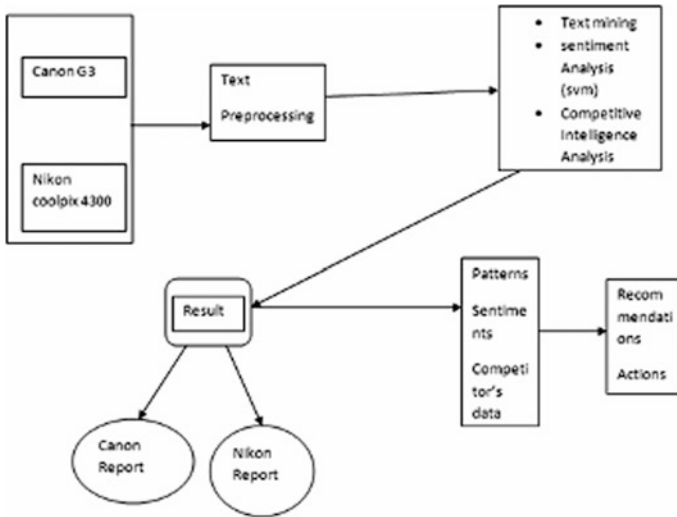 Canon G3
Nikon
coolpix 4300
Text
Preprocessing
• Text mining
• sentiment
Analysis
(svm)
• Competitive
Intelligence
Analysis
Result
Canon
Report
Nikon
Report
Patterns
Sentime
nts
Competi
tor's
data
Recom
mendati
ons
Actions